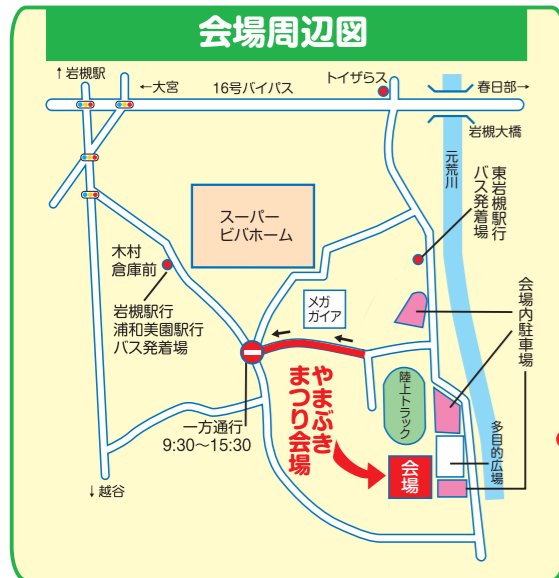 会場周辺図
↑岩槻駅
←大宮
16号バイパス
トイザらス
春日部→
岩槻大橋
元荒川
東岩槻駅行
バス発着場
スーパー
ビバホーム
木村
倉庫前
岩槻駅行
浦和美園駅行
バス発着場
メガ
ガイア
会場内駐車場
一方通行
9:30〜15:30
やまぶき
まつり会場
陸上トラック
多目的広場
会場
↓越谷